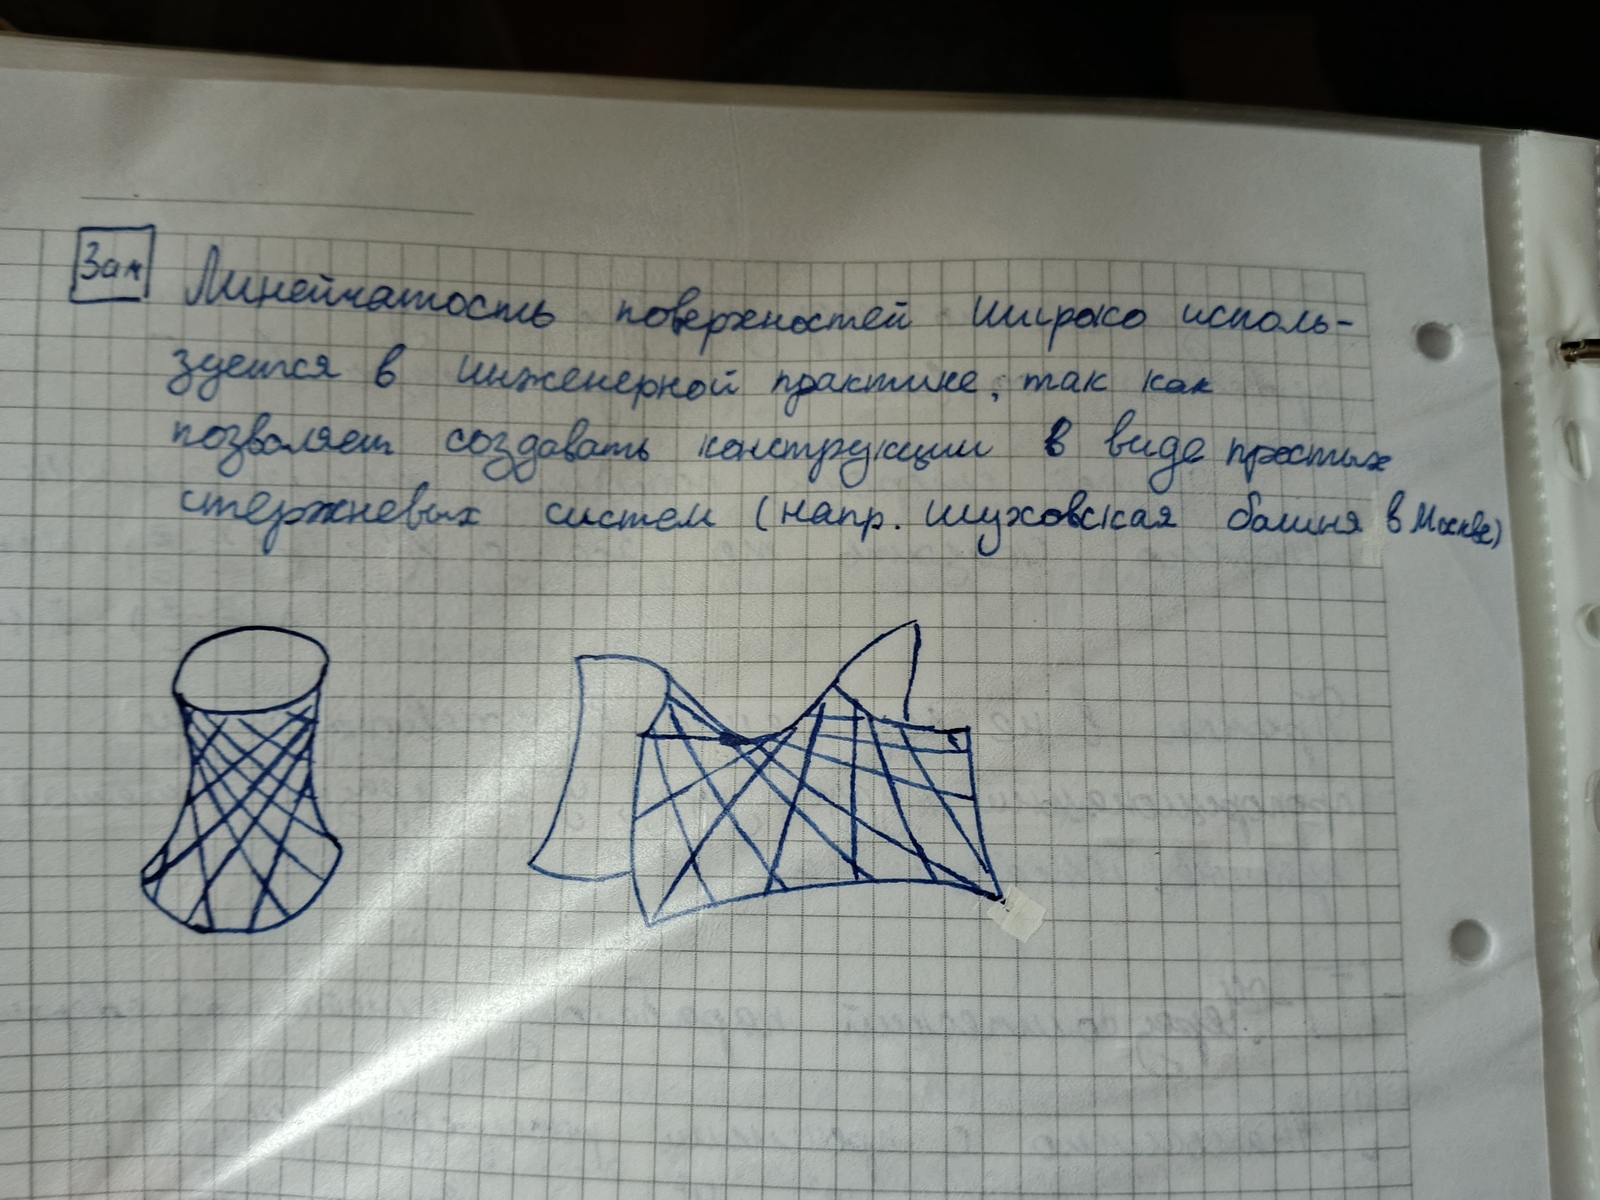 Зам Линейчатость поверхностей широко исполь-
зуется в инженерной практике, так как
позволяет создавать конструкции в виде простых
стержневых систем (напр. шуховская башня в Москве)